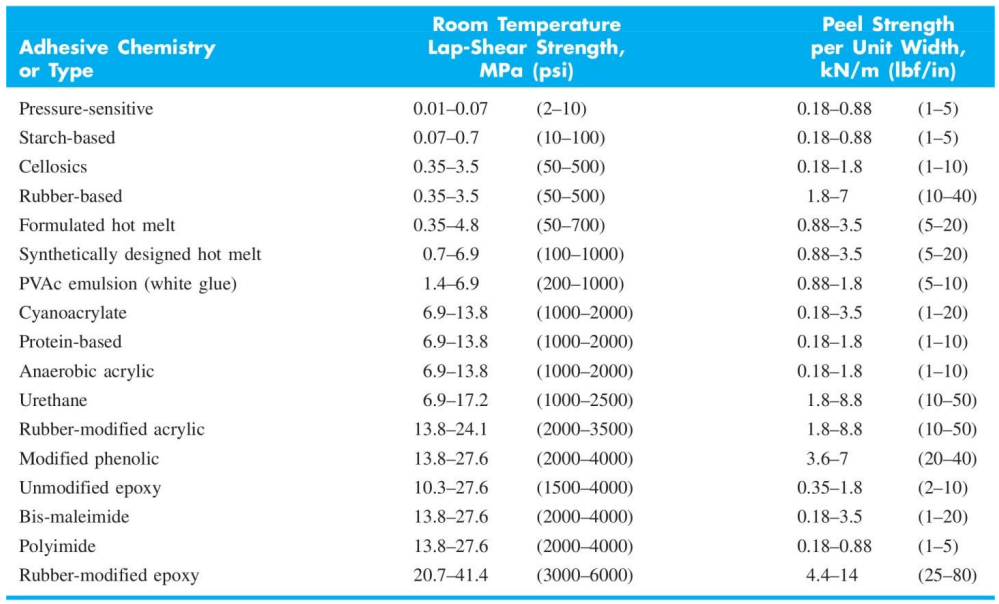 Adhesive Chemistry or Type Room Temperature Lap-Shear Strength, MPa (psi) Peel Strength per Unit Width, kN/m (lbf/in)
Pressure-sensitive 0.01–0.07 (2–10) 0.18–0.88 (1–5)
Starch-based 0.07–0.7 (10–100) 0.18–0.88 (1–5)
Cellosics 0.35–3.5 (50–500) 0.18–1.8 (1–10)
Rubber-based 0.35–3.5 (50–500) 1.8–7 (10–40)
Formulated hot melt 0.35–4.8 (50–700) 0.88–3.5 (5–20)
Synthetically designed hot melt 0.7–6.9 (100–1000) 0.88–3.5 (5–20)
PVAc emulsion (white glue) 1.4–6.9 (200–1000) 0.88–1.8 (5–10)
Cyanoacrylate 6.9–13.8 (1000–2000) 0.18–3.5 (1–20)
Protein-based 6.9–13.8 (1000–2000) 0.18–1.8 (1–10)
Anaerobic acrylic 6.9–13.8 (1000–2000) 0.18–1.8 (1–10)
Urethane 6.9–17.2 (1000–2500) 1.8–8.8 (10–50)
Rubber-modified acrylic 13.8–24.1 (2000–3500) 1.8–8.8 (10–50)
Modified phenolic 13.8–27.6 (2000–4000) 3.6–7 (20–40)
Unmodified epoxy 10.3–27.6 (1500–4000) 0.35–1.8 (2–10)
Bis-maleimide 13.8–27.6 (2000–4000) 0.18–3.5 (1–20)
Polyimide 13.8–27.6 (2000–4000) 0.18–0.88 (1–5)
Rubber-modified epoxy 20.7–41.4 (3000–6000) 4.4–14 (25–80)